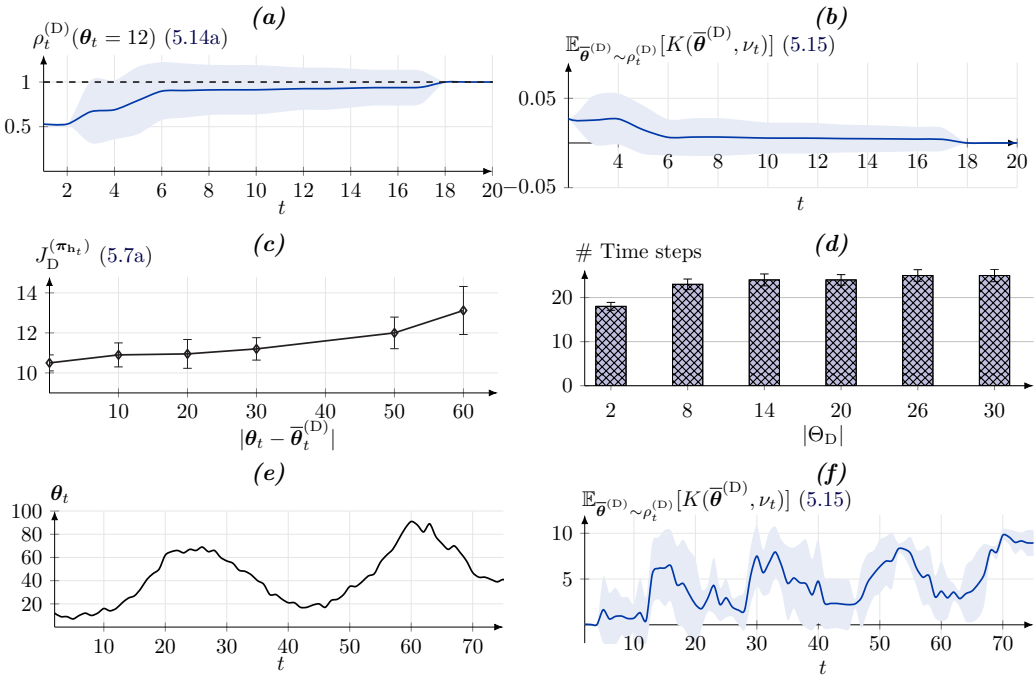 (a)
ρ_t^(D)(θ_t = 12) (5.14a)
1
0.5
2 4 6 8 10 12 14 16 18 20
t
(b)
𝔼_{θ̄^(D)∼ρ_t^(D)}[K(θ̄^(D), ν_t)] (5.15)
0.05
−0.05
4 6 8 10 12 14 16 18 20
t
(c)
J_D^(π_{h_t}) (5.7a)
14
12
10
10 20 30 40 50 60
|θ_t − θ̄_t^(D)|
(d)
# Time steps
20
10
0
2 8 14 20 26 30
|Θ_D|
(e)
θ_t
100
80
60
40
20
10 20 30 40 50 60 70
t
(f)
𝔼_{θ̄^(D)∼ρ_t^(D)}[K(θ̄^(D), ν_t)] (5.15)
10
5
10 20 30 40 50 60 70
t